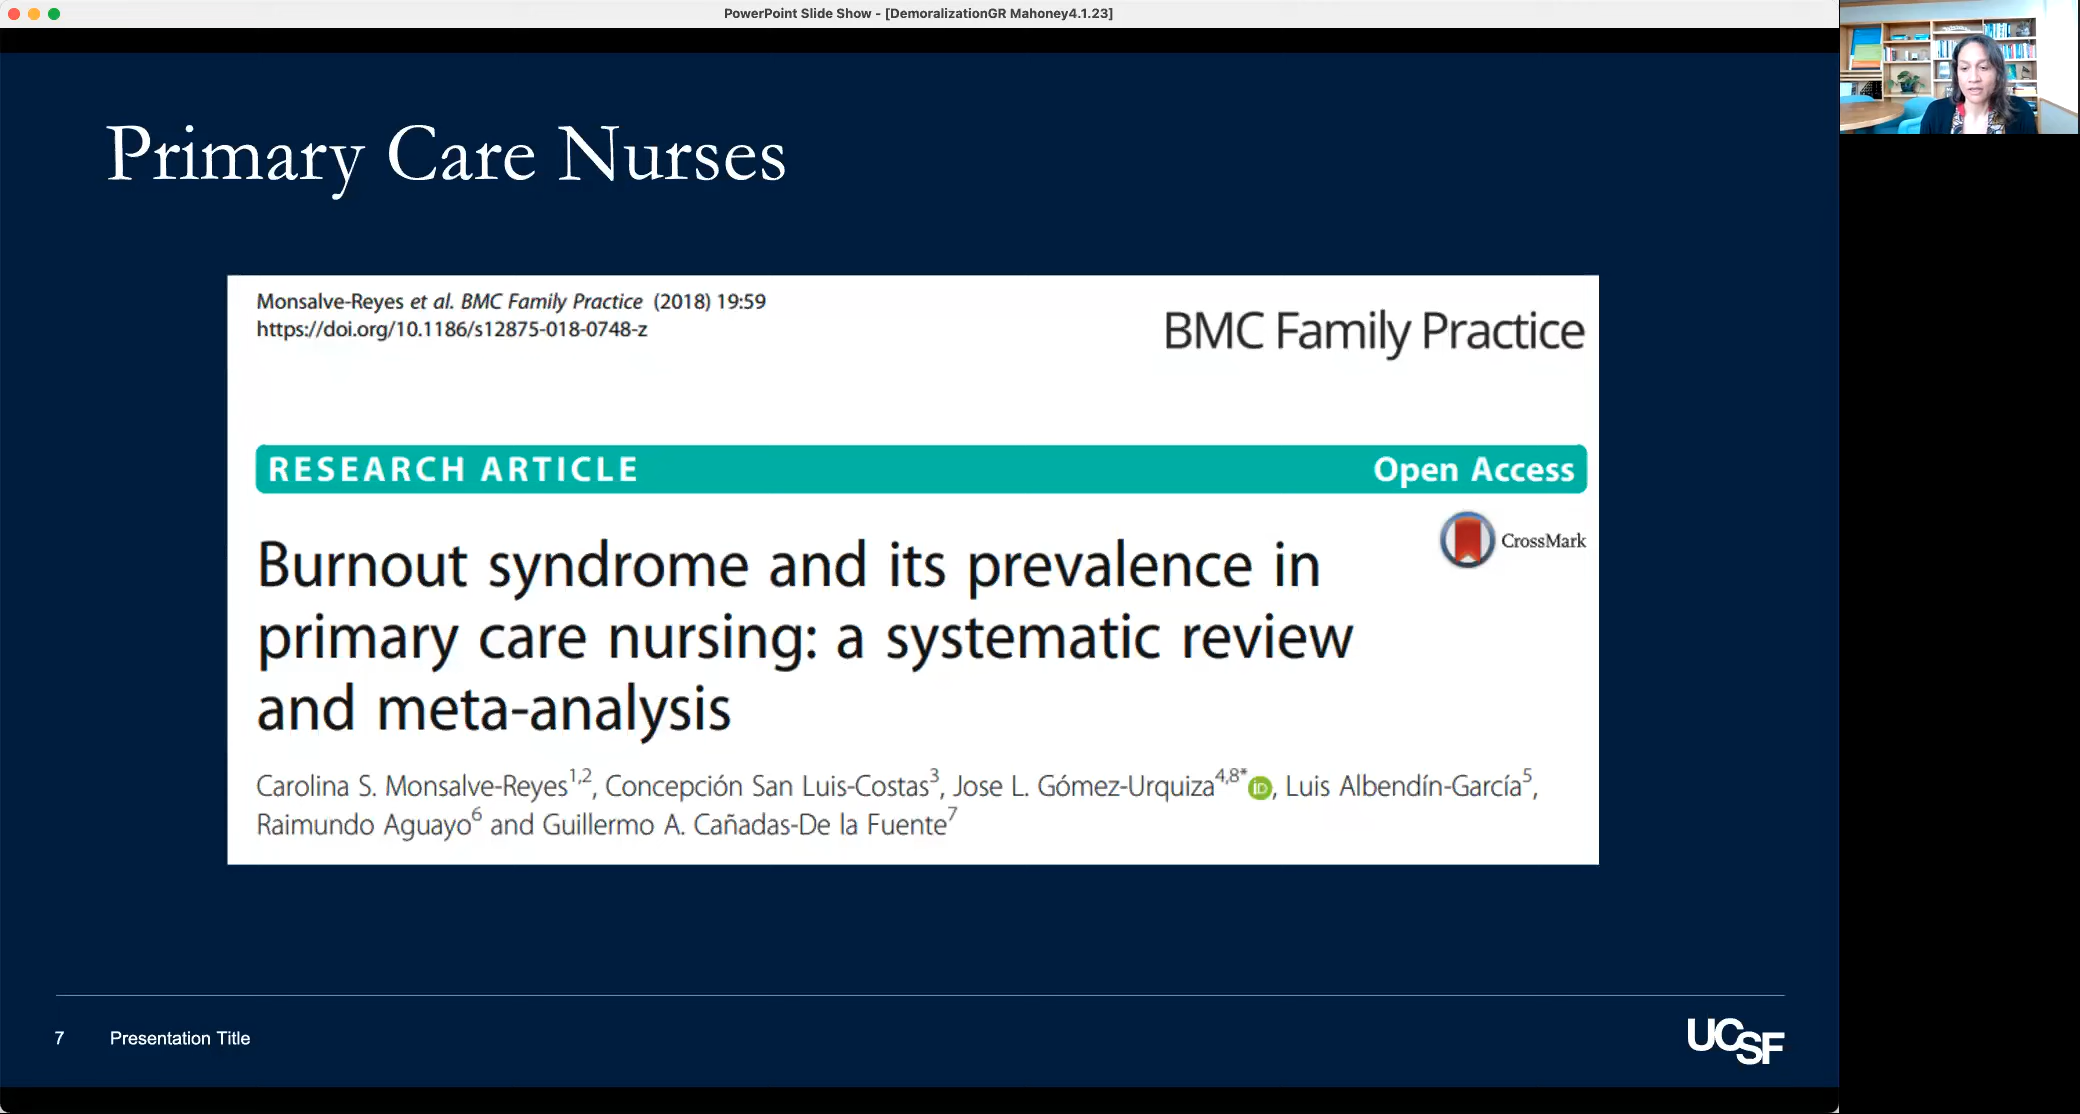 PowerPoint Slide Show - [DemoralizationGR Mahoney4.1.23]
Primary Care Nurses
Monsalve-Reyes et al. BMC Family Practice (2018) 19:59
https://doi.org/10.1186/s12875-018-0748-z
BMC Family Practice
RESEARCH ARTICLE
Open Access
CrossMark
Burnout syndrome and its prevalence in
primary care nursing: a systematic review
and meta-analysis
Carolina S. Monsalve-Reyes1,2, Concepción San Luis-Costas3, Jose L. Gómez-Urquiza4,8* iD, Luis Albendín-García5,
Raimundo Aguayo6 and Guillermo A. Cañadas-De la Fuente7
7 Presentation Title
UCSF